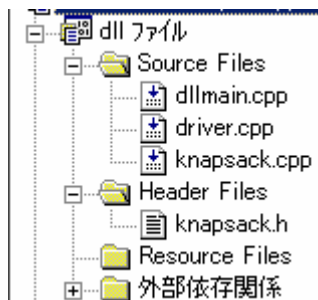 dll ファイル
Source Files
dllmain.cpp
driver.cpp
knapsack.cpp
Header Files
knapsack.h
Resource Files
外部依存関係